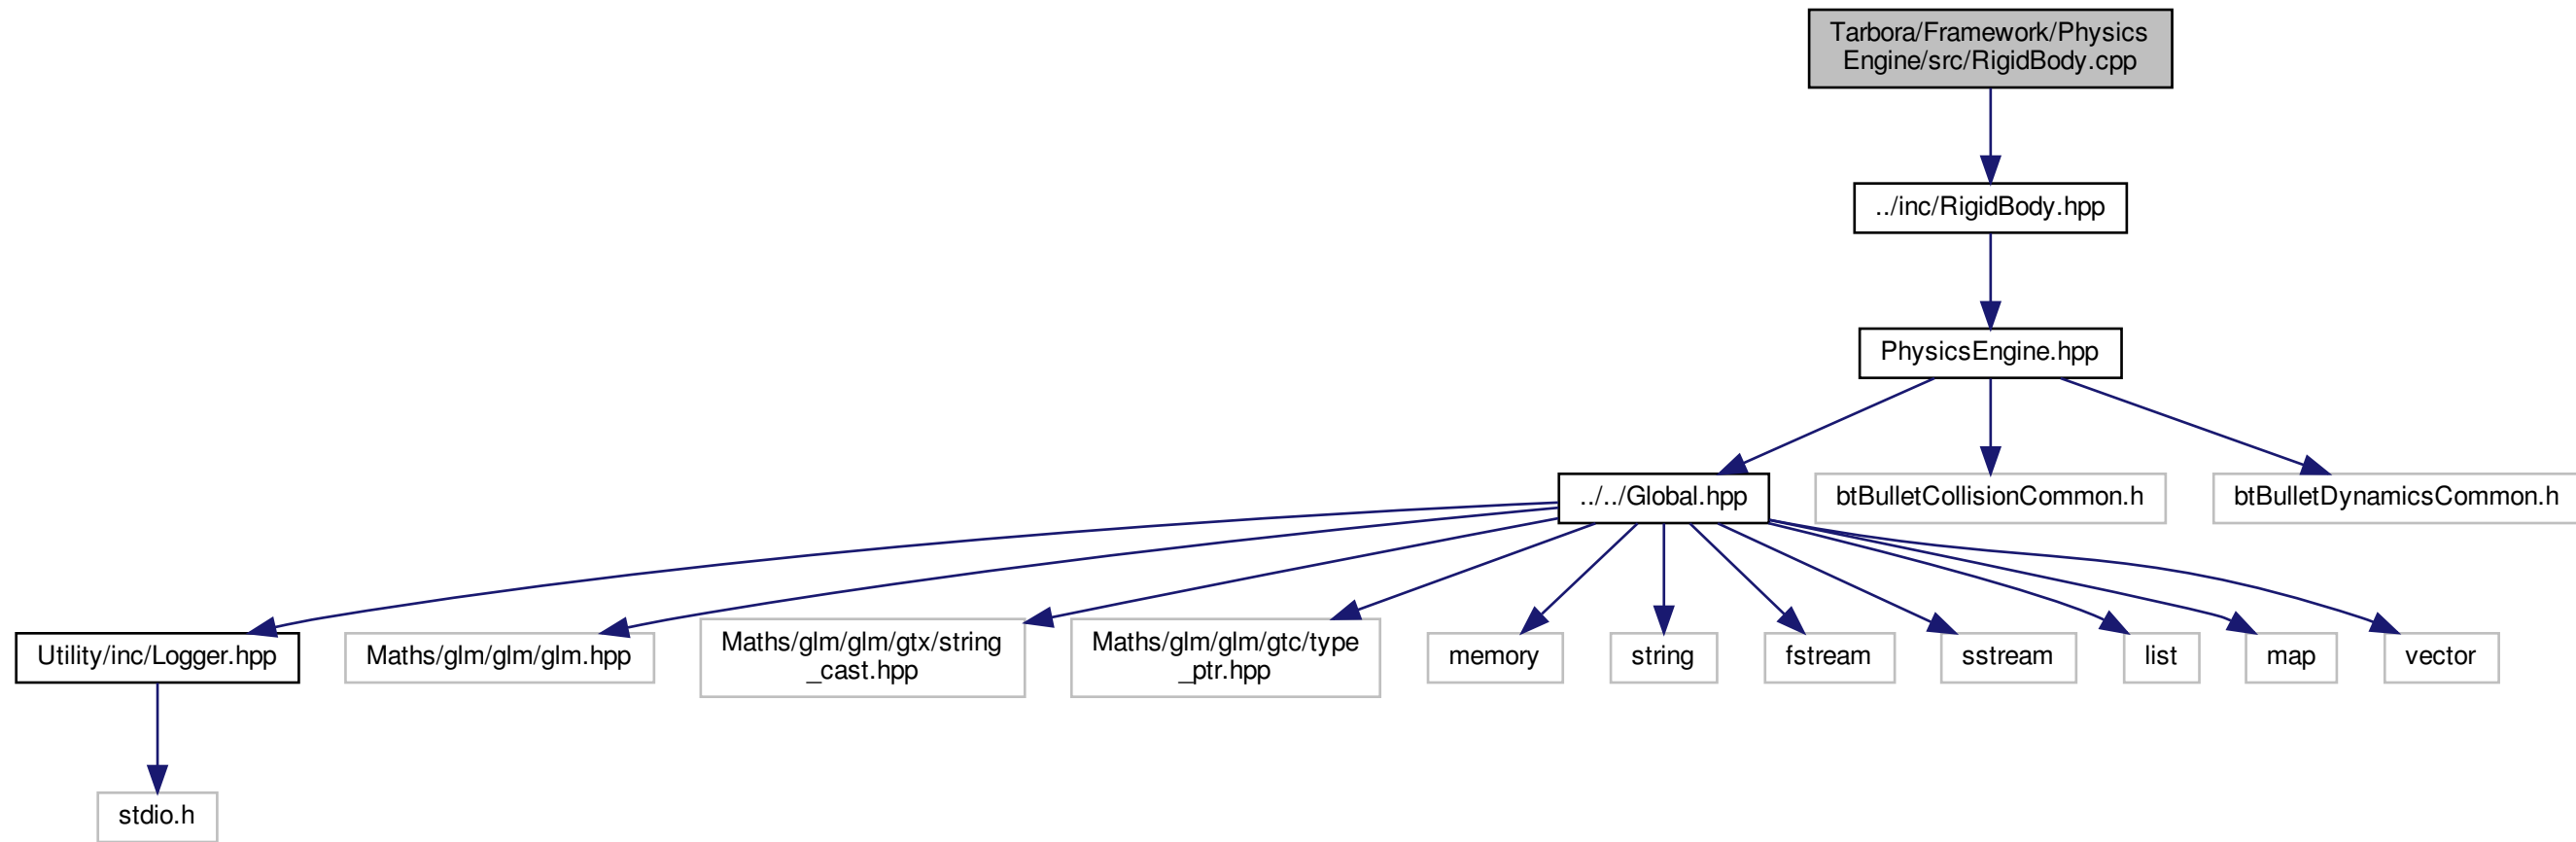 Tarbora/Framework/Physics
Engine/src/RigidBody.cpp
../inc/RigidBody.hpp
PhysicsEngine.hpp
../../Global.hpp
btBulletCollisionCommon.h
btBulletDynamicsCommon.h
Utility/inc/Logger.hpp
Maths/glm/glm/glm.hpp
Maths/glm/glm/gtx/string
_cast.hpp
Maths/glm/glm/gtc/type
_ptr.hpp
memory
string
fstream
sstream
list
map
vector
stdio.h